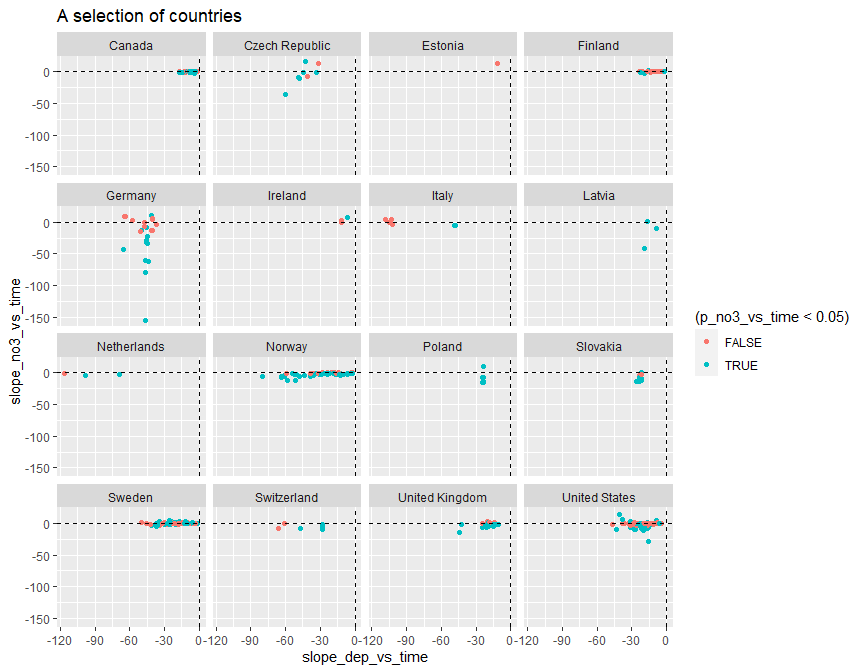 A selection of countries
Canada Czech Republic Estonia Finland
0
-50
-100
-150
Germany Ireland Italy Latvia
0
-50
-100
-150
Netherlands Norway Poland Slovakia
0
-50
-100
-150
Sweden Switzerland United Kingdom United States
0
-50
-100
-150
-120 -90 -60 -30 0 -120 -90 -60 -30 0 -120 -90 -60 -30 0 -120 -90 -60 -30 0
slope_dep_vs_time
slope_no3_vs_time
(p_no3_vs_time < 0.05)
FALSE
TRUE